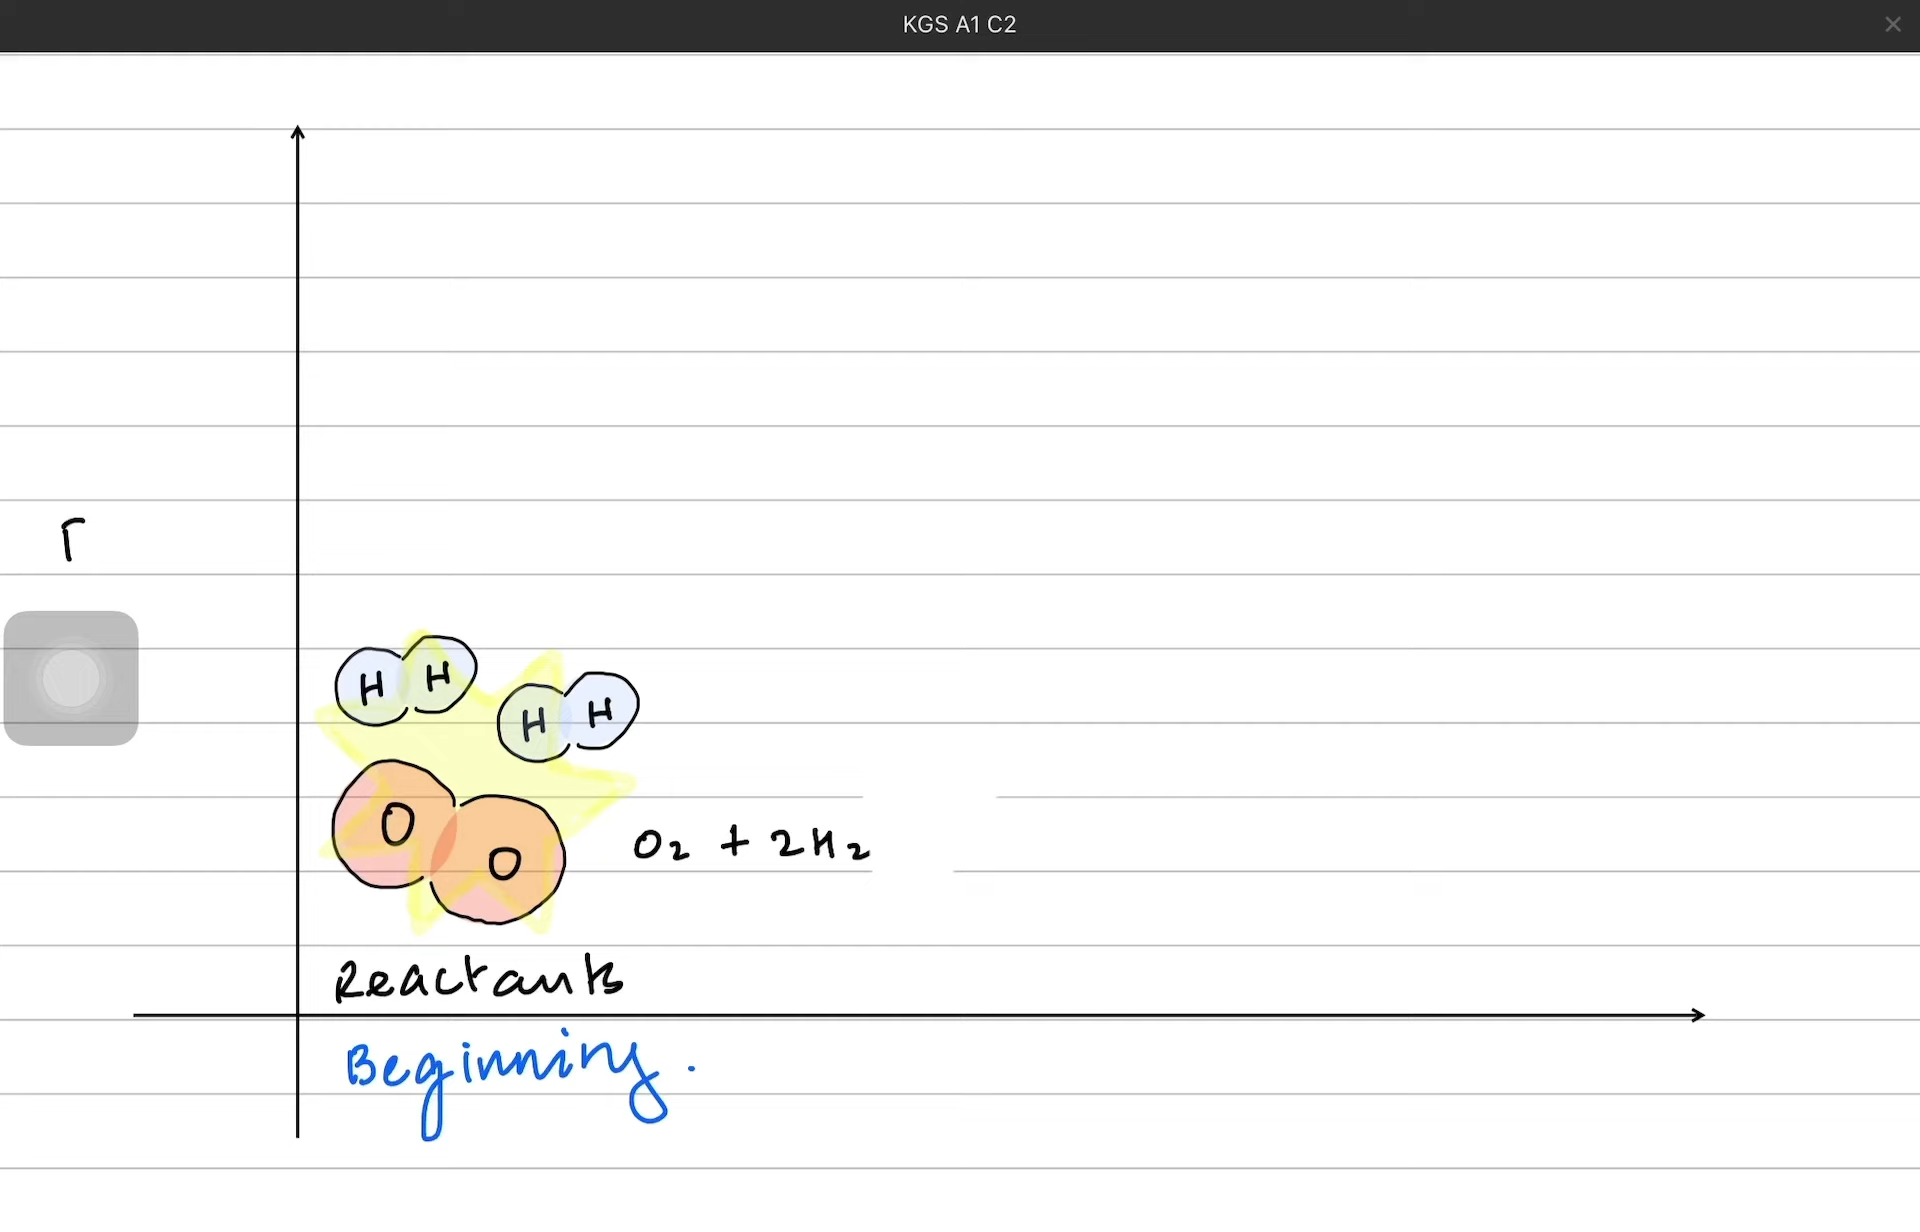 KGS A1 C2
H H
H H
O
O
O₂ + 2H₂
Reactants
Beginning.